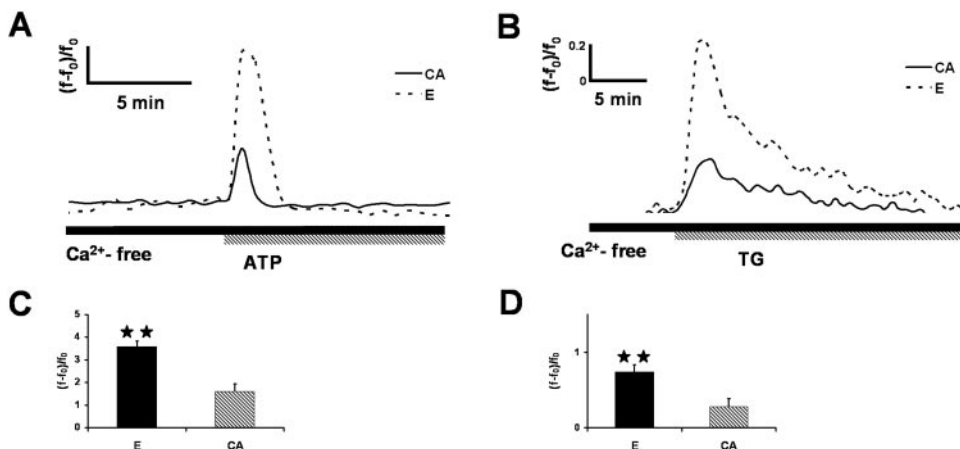 A
(f-f₀)/f₀
5 min
CA
E
Ca²⁺- free
ATP
B
(f-f₀)/f₀
0.2
0
5 min
CA
E
Ca²⁺- free
TG
C
(f-f₀)/f₀
5
4
3
2
1
0
★★
E
CA
D
(f-f₀)/f₀
1
0
★★
E
CA